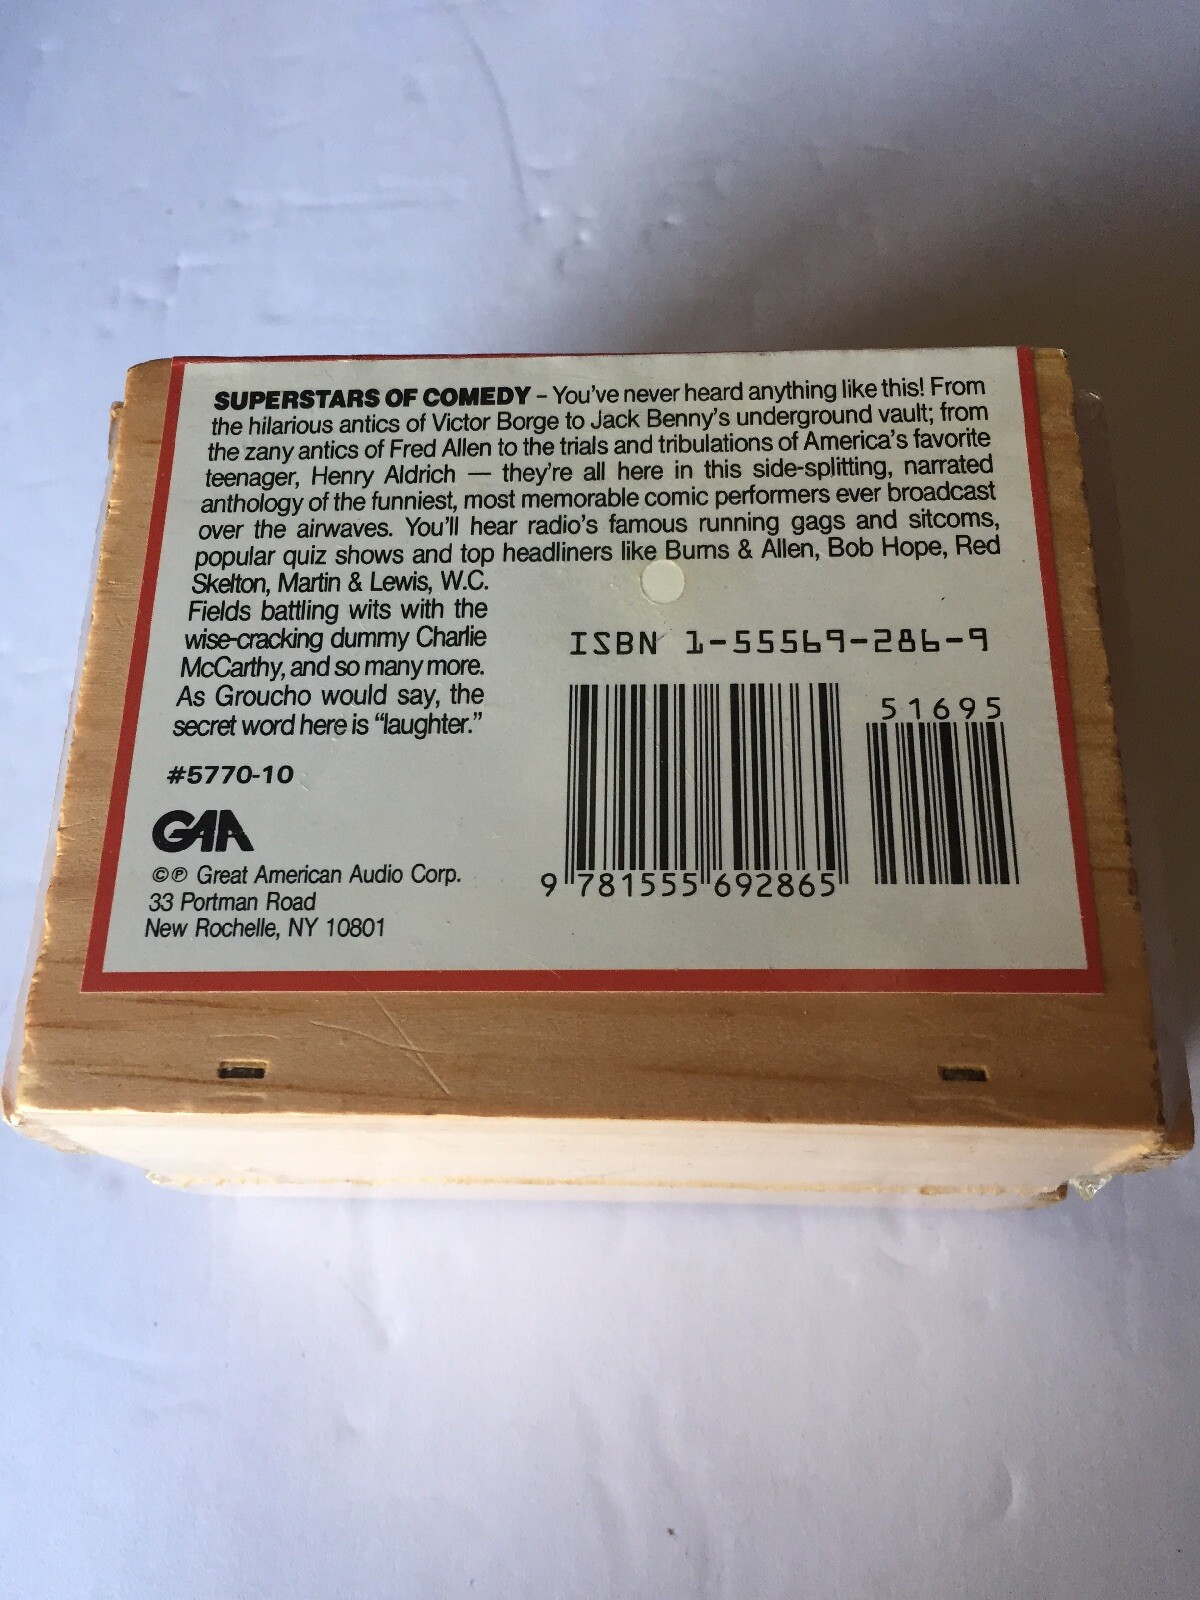 SUPERSTARS OF COMEDY – You've never heard anything like this! From
the hilarious antics of Victor Borge to Jack Benny's underground vault; from
the zany antics of Fred Allen to the trials and tribulations of America's favorite
teenager, Henry Aldrich — they're all here in this side-splitting, narrated
anthology of the funniest, most memorable comic performers ever broadcast
over the airwaves. You'll hear radio's famous running gags and sitcoms,
popular quiz shows and top headliners like Burns & Allen, Bob Hope, Red
Skelton, Martin & Lewis, W.C.
Fields battling wits with the
wise-cracking dummy Charlie
McCarthy, and so many more.
As Groucho would say, the
secret word here is “laughter.”
#5770-10
GAA
©℗ Great American Audio Corp.
33 Portman Road
New Rochelle, NY 10801
ISBN 1-55569-286-9
51695
9 781555 692865